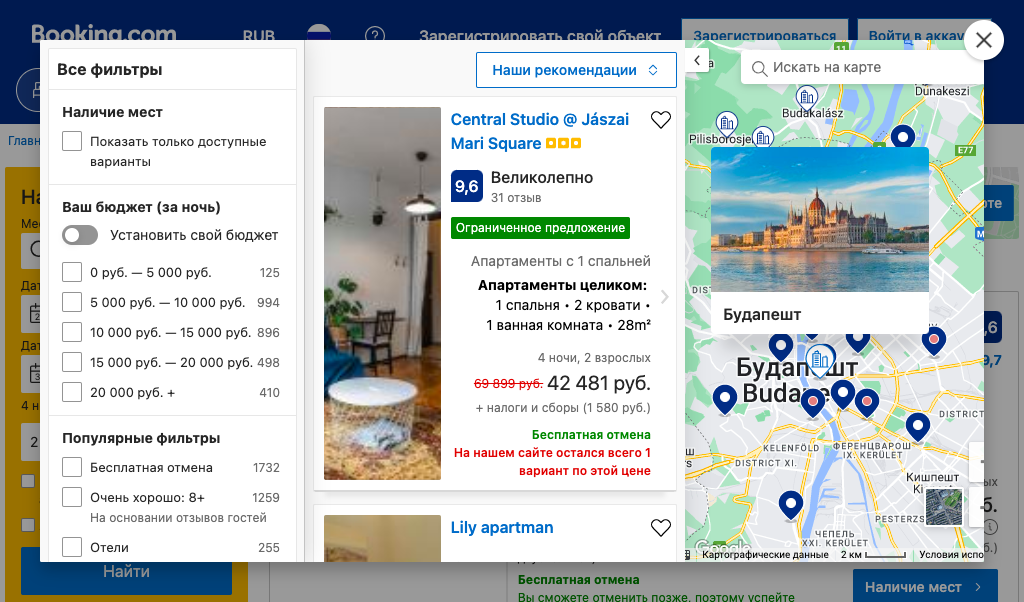 Booking.com
RUB
Зарегистрировать свой объект
Зарегистрироваться
Войти в аккау
Главн
Все фильтры
Наличие мест
Показать только доступные
варианты
Ваш бюджет (за ночь)
Установить свой бюджет
0 руб. — 5 000 руб. 125
5 000 руб. — 10 000 руб. 994
10 000 руб. — 15 000 руб. 896
15 000 руб. — 20 000 руб. 498
20 000 руб. + 410
Популярные фильтры
Бесплатная отмена 1732
Очень хорошо: 8+ 1259
На основании отзывов гостей
Отели 255
Найти
Наши рекомендации
Central Studio @ Jászai
Mari Square
9,6
Великолепно
31 отзыв
Ограниченное предложение
Апартаменты с 1 спальней
Апартаменты целиком:
1 спальня • 2 кровати •
1 ванная комната • 28m²
4 ночи, 2 взрослых
69 899 руб. 42 481 руб.
+ налоги и сборы (1 580 руб.)
Бесплатная отмена
На нашем сайте остался всего 1
вариант по этой цене
Lily apartman
Искать на карте
11
Dunakeszi
Budakalász
Pilisborosjen
E77
Будапешт
Будапешт
Budapest
DISTRICT
KELENFÖLD
DISTRICT XI.
ФЕРЕНЦВАРОШ
IX. KERÜLET
Кишпешт
PESTERZS
ЧЕПЕЛЬ
XXI. KERÜLET
Google
Картографические данные
2 км
Условия испо
Бесплатная отмена
Вы сможете отменить позже, поэтому успейте
Наличие мест